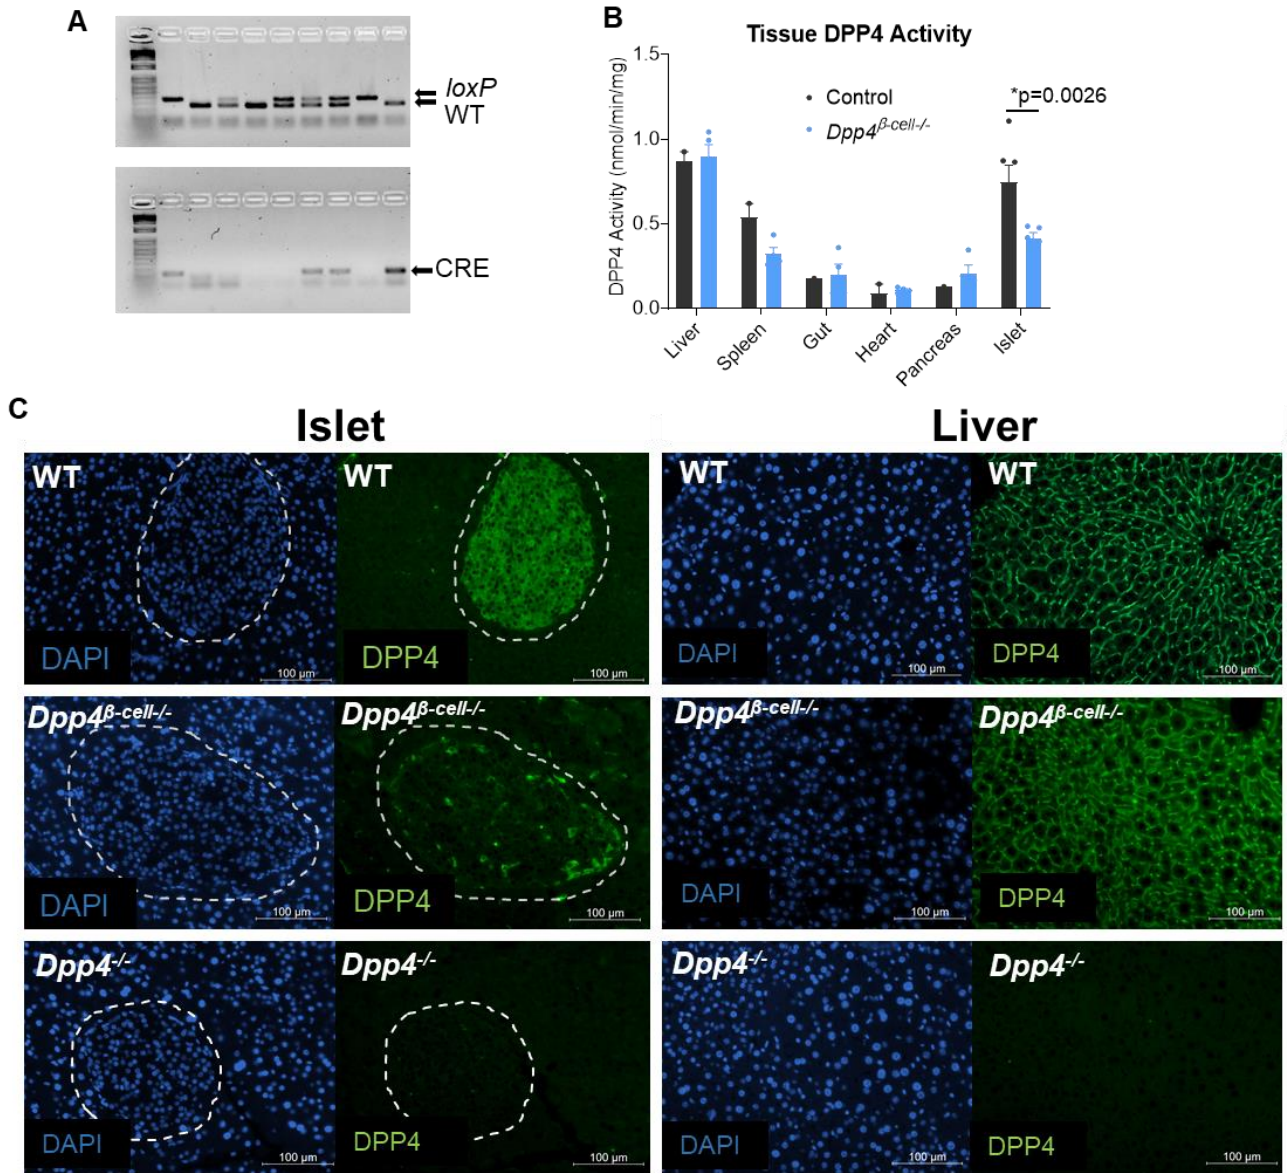 A
loxP
WT
CRE
B
Tissue DPP4 Activity
DPP4 Activity (nmol/min/mg)
1.5
1.0
0.5
0.0
Control
Dpp4β-cell-/-
*p=0.0026
Liver
Spleen
Gut
Heart
Pancreas
Islet
C
Islet
Liver
WT
DAPI
100 µm
WT
DPP4
100 µm
WT
DAPI
100 µm
WT
DPP4
100 µm
Dpp4β-cell-/-
DAPI
100 µm
Dpp4β-cell-/-
DPP4
100 µm
Dpp4β-cell-/-
DAPI
100 µm
Dpp4β-cell-/-
DPP4
100 µm
Dpp4-/-
DAPI
100 µm
Dpp4-/-
DPP4
100 µm
Dpp4-/-
DAPI
100 µm
Dpp4-/-
DPP4
100 µm